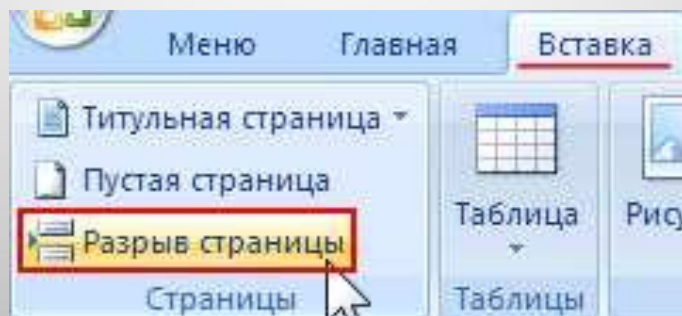 Меню Главная Вставка
Титульная страница
Пустая страница
Разрыв страницы
Страницы
Таблица
Таблицы